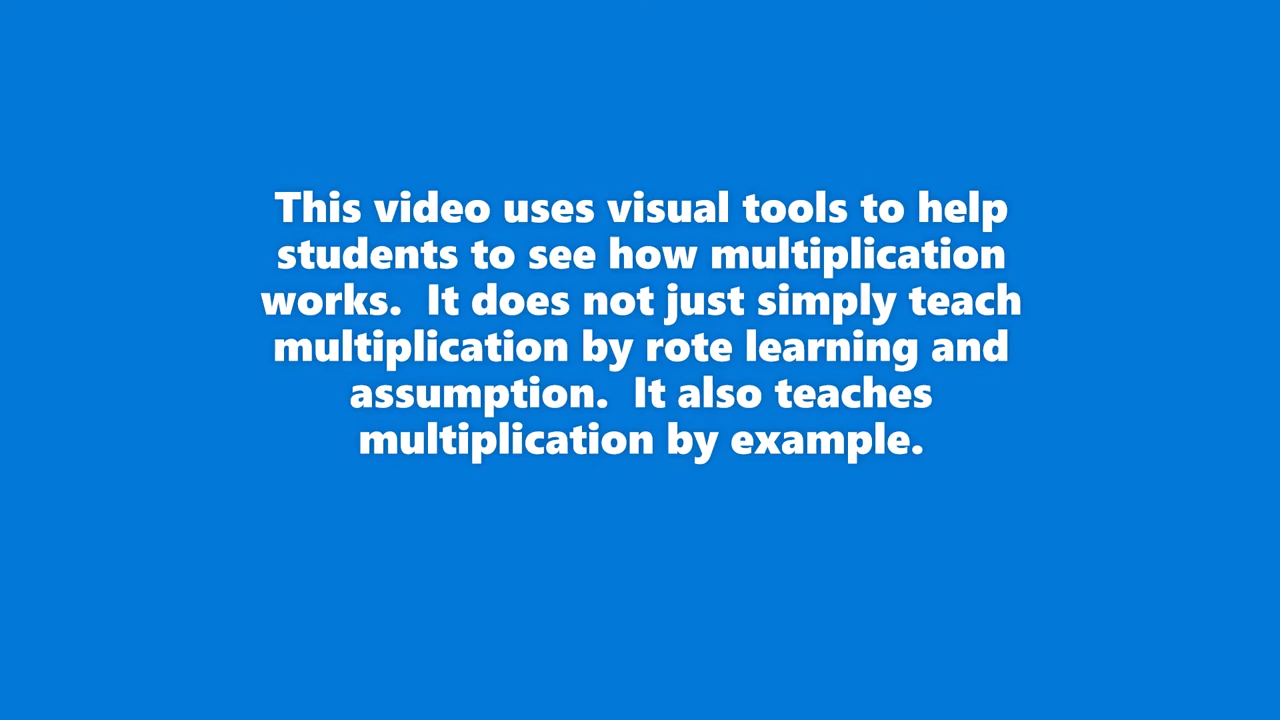 This video uses visual tools to help
students to see how multiplication
works.  It does not just simply teach
multiplication by rote learning and
assumption.  It also teaches
multiplication by example.